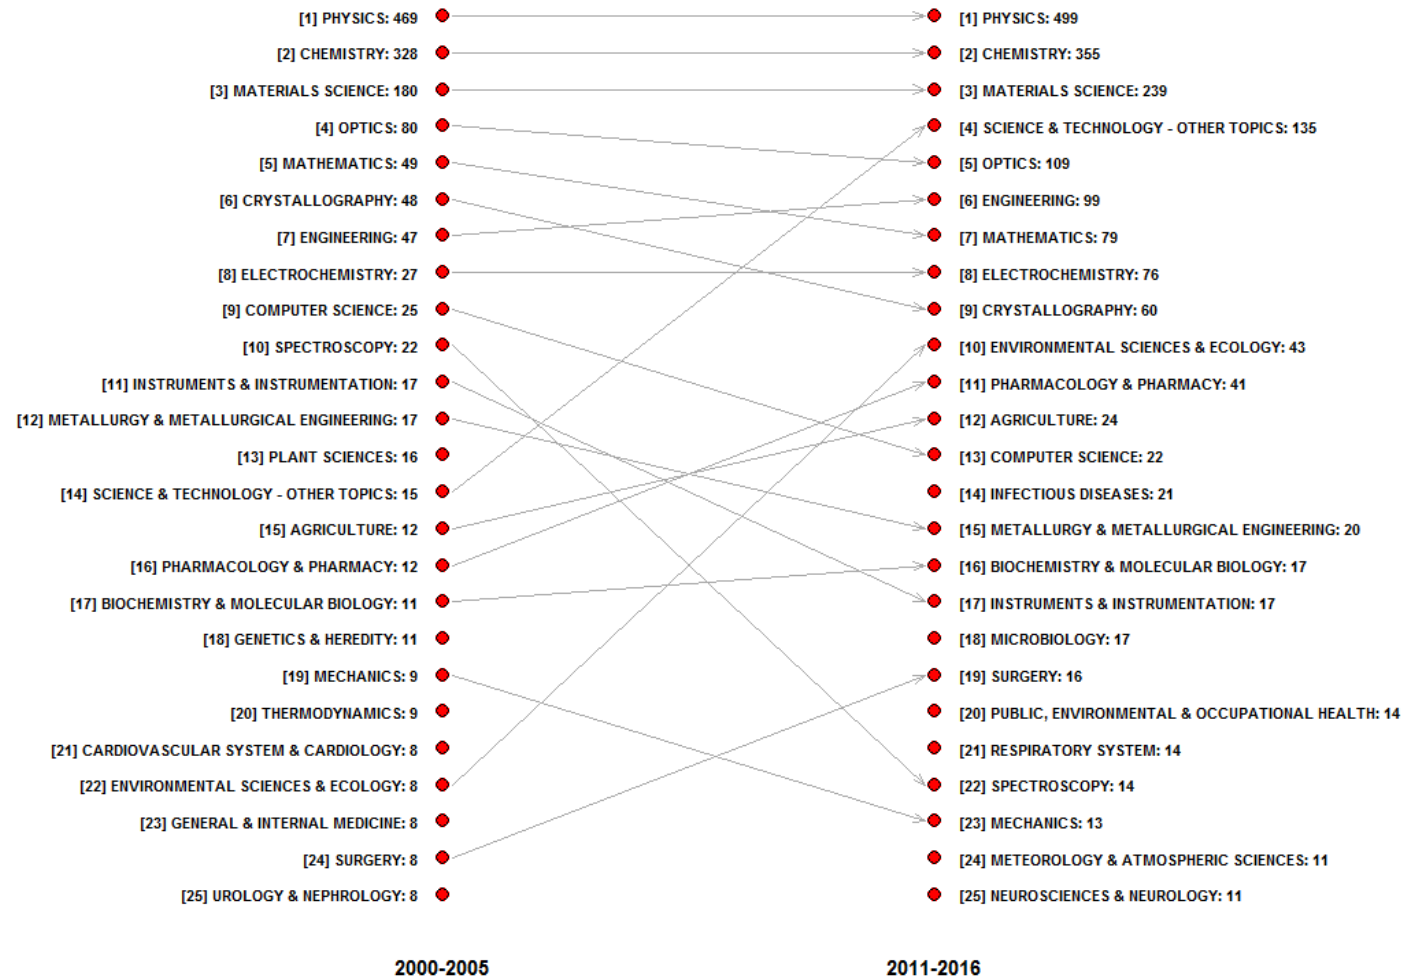 [1] PHYSICS: 469
[2] CHEMISTRY: 328
[3] MATERIALS SCIENCE: 180
[4] OPTICS: 80
[5] MATHEMATICS: 49
[6] CRYSTALLOGRAPHY: 48
[7] ENGINEERING: 47
[8] ELECTROCHEMISTRY: 27
[9] COMPUTER SCIENCE: 25
[10] SPECTROSCOPY: 22
[11] INSTRUMENTS & INSTRUMENTATION: 17
[12] METALLURGY & METALLURGICAL ENGINEERING: 17
[13] PLANT SCIENCES: 16
[14] SCIENCE & TECHNOLOGY - OTHER TOPICS: 15
[15] AGRICULTURE: 12
[16] PHARMACOLOGY & PHARMACY: 12
[17] BIOCHEMISTRY & MOLECULAR BIOLOGY: 11
[18] GENETICS & HEREDITY: 11
[19] MECHANICS: 9
[20] THERMODYNAMICS: 9
[21] CARDIOVASCULAR SYSTEM & CARDIOLOGY: 8
[22] ENVIRONMENTAL SCIENCES & ECOLOGY: 8
[23] GENERAL & INTERNAL MEDICINE: 8
[24] SURGERY: 8
[25] UROLOGY & NEPHROLOGY: 8
2000-2005
[1] PHYSICS: 499
[2] CHEMISTRY: 355
[3] MATERIALS SCIENCE: 239
[4] SCIENCE & TECHNOLOGY - OTHER TOPICS: 135
[5] OPTICS: 109
[6] ENGINEERING: 99
[7] MATHEMATICS: 79
[8] ELECTROCHEMISTRY: 76
[9] CRYSTALLOGRAPHY: 60
[10] ENVIRONMENTAL SCIENCES & ECOLOGY: 43
[11] PHARMACOLOGY & PHARMACY: 41
[12] AGRICULTURE: 24
[13] COMPUTER SCIENCE: 22
[14] INFECTIOUS DISEASES: 21
[15] METALLURGY & METALLURGICAL ENGINEERING: 20
[16] BIOCHEMISTRY & MOLECULAR BIOLOGY: 17
[17] INSTRUMENTS & INSTRUMENTATION: 17
[18] MICROBIOLOGY: 17
[19] SURGERY: 16
[20] PUBLIC, ENVIRONMENTAL & OCCUPATIONAL HEALTH: 14
[21] RESPIRATORY SYSTEM: 14
[22] SPECTROSCOPY: 14
[23] MECHANICS: 13
[24] METEOROLOGY & ATMOSPHERIC SCIENCES: 11
[25] NEUROSCIENCES & NEUROLOGY: 11
2011-2016